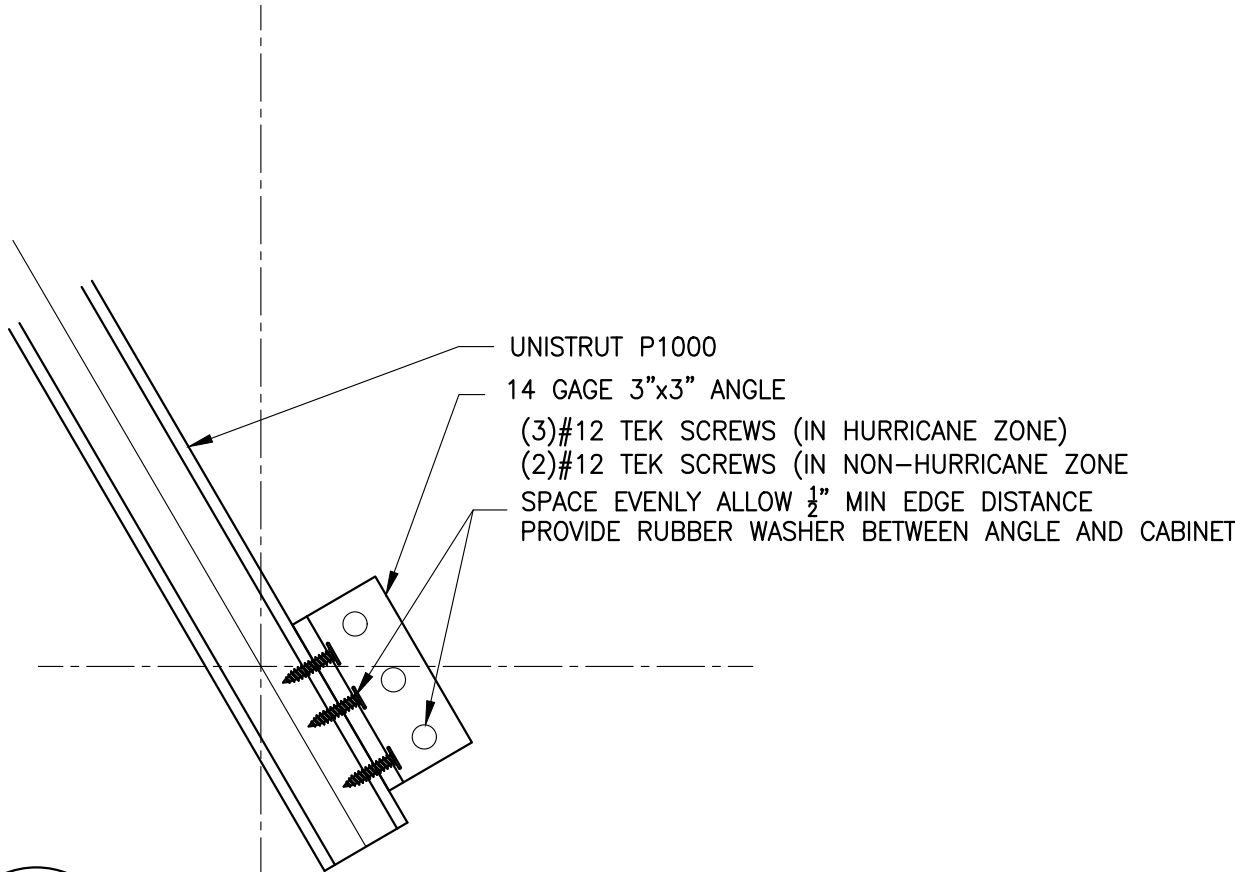 UNISTRUT P1000
14 GAGE 3"x3" ANGLE
(3)#12 TEK SCREWS (IN HURRICANE ZONE)
(2)#12 TEK SCREWS (IN NON-HURRICANE ZONE
SPACE EVENLY ALLOW ½" MIN EDGE DISTANCE
PROVIDE RUBBER WASHER BETWEEN ANGLE AND CABINET